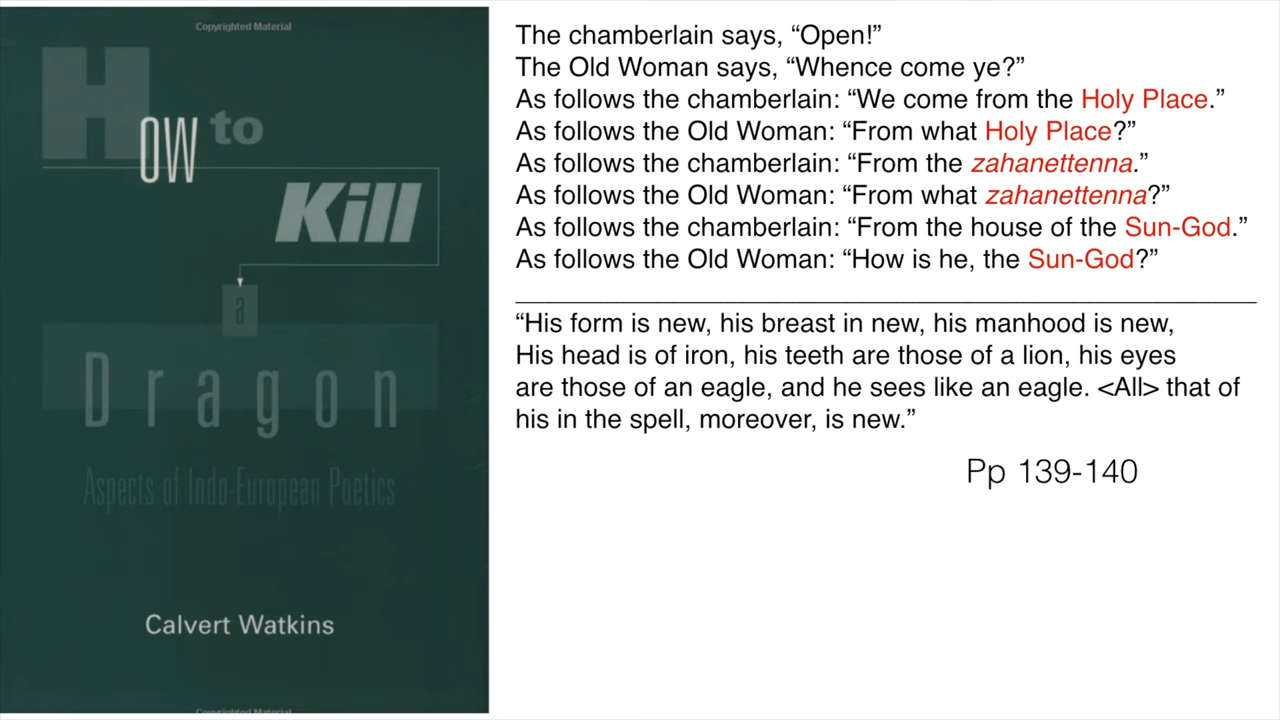 Copyrighted Material
How to
Kill
a
Dragon
Aspects of Indo-European Poetics
Calvert Watkins
Copyrighted Material
The chamberlain says, “Open!”
The Old Woman says, “Whence come ye?”
As follows the chamberlain: “We come from the Holy Place.”
As follows the Old Woman: “From what Holy Place?”
As follows the chamberlain: “From the zahanettenna.”
As follows the Old Woman: “From what zahanettenna?”
As follows the chamberlain: “From the house of the Sun-God.”
As follows the Old Woman: “How is he, the Sun-God?”
“His form is new, his breast in new, his manhood is new,
His head is of iron, his teeth are those of a lion, his eyes
are those of an eagle, and he sees like an eagle. <All> that of
his in the spell, moreover, is new.”
Pp 139-140